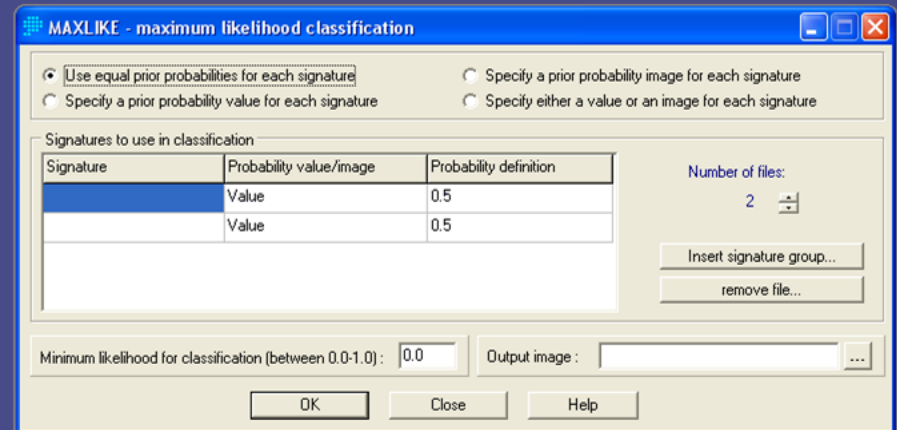 MAXLIKE - maximum likelihood classification
Use equal prior probabilities for each signature
Specify a prior probability image for each signature
Specify a prior probability value for each signature
Specify either a value or an image for each signature
Signatures to use in classification
Signature Probability value/image Probability definition
Value 0.5
Value 0.5
Number of files:
2
Insert signature group...
remove file...
Minimum likelihood for classification (between 0.0-1.0) : 0.0
Output image : ...
OK Close Help